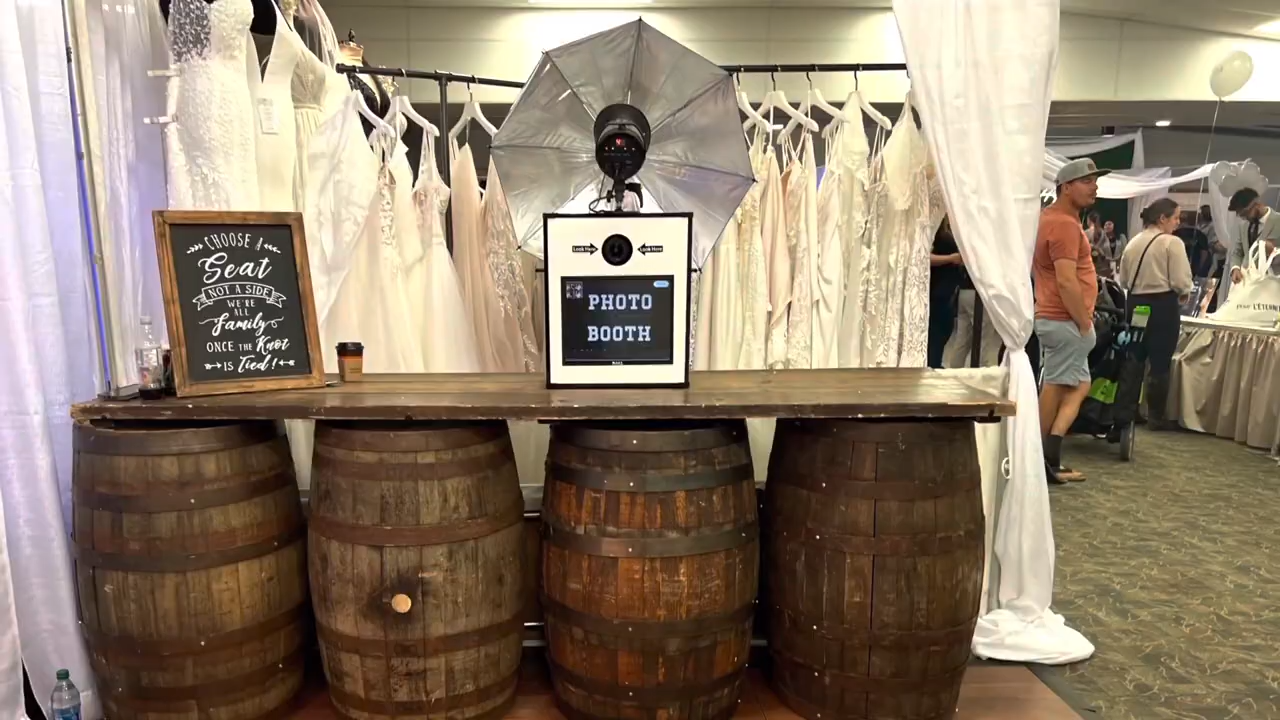 CHOOSE A
Seat
NOT A SIDE
WE'RE
ALL
Family
ONCE THE Knot
IS Tied!
Look Here
Look Here
PHOTO
BOOTH
L'ÉTERNE